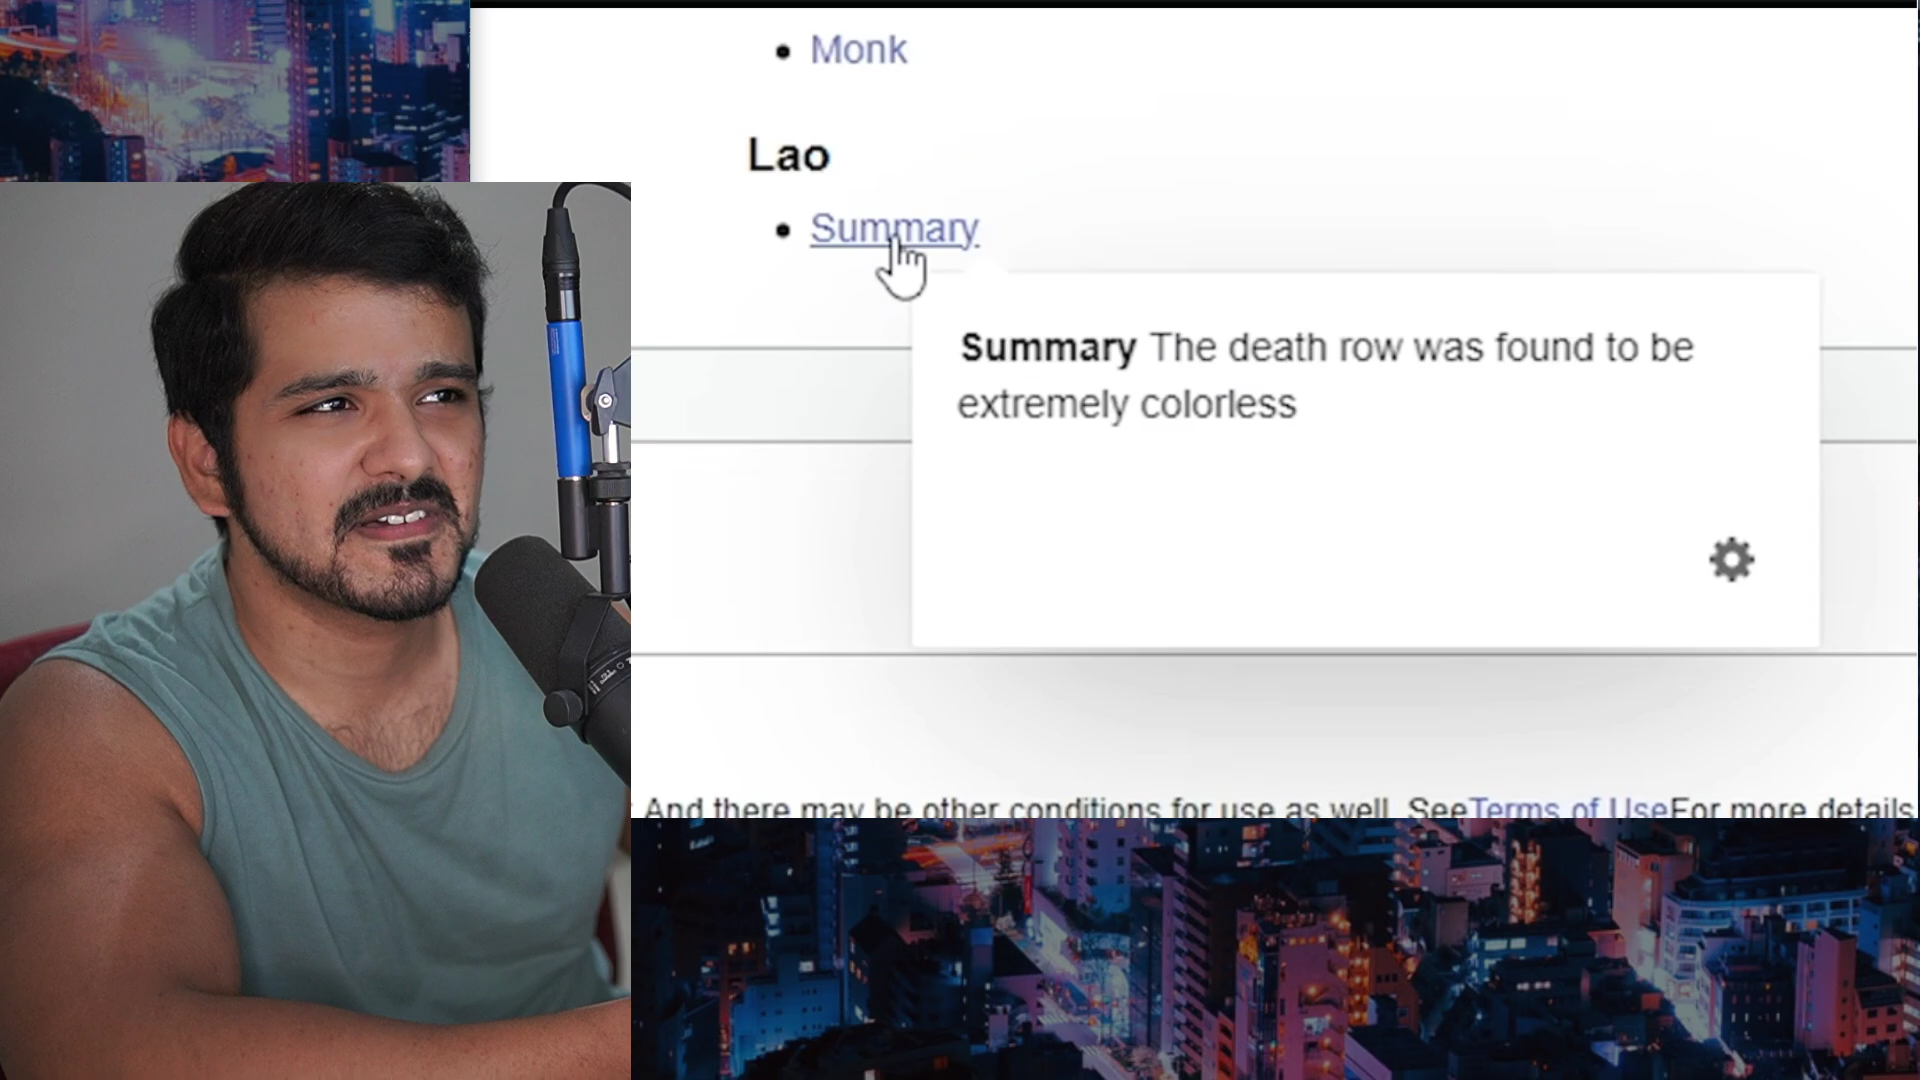 Monk
Lao
Summary
Summary The death row was found to be
extremely colorless
And there may be other conditions for use as well. SeeTerms of UseFor more details